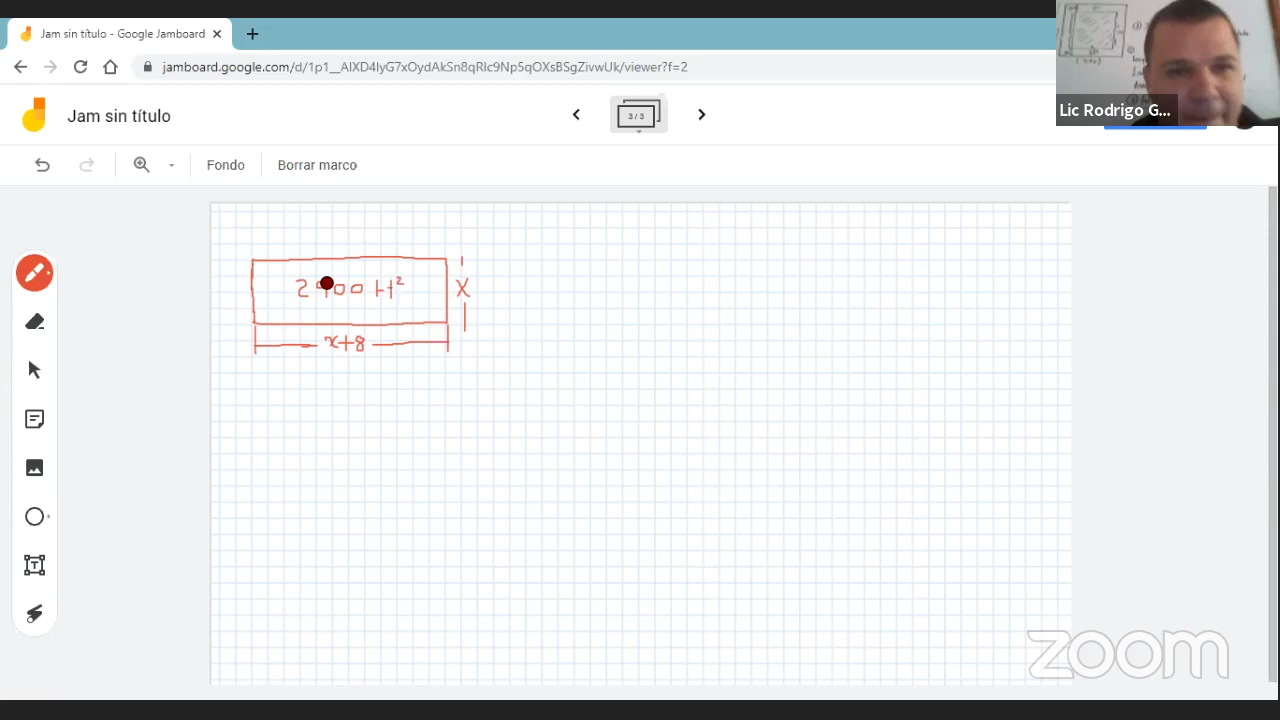 Jam sin título - Google Jamboard
jamboard.google.com/d/1p1__AIXD4IyG7xOydAkSn8qRlc9NpSqOXsBSgZivwUk/viewer?f=2
Lic Rodrigo G...
Jam sin título
3 / 3
Fondo
Borrar marco
2900 Ft²
X
x+8
zoom